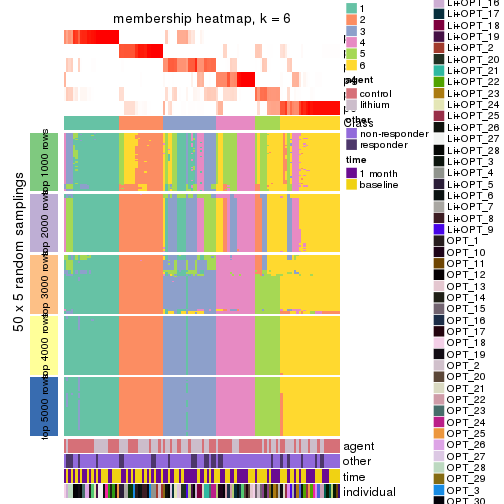 membership heatmap, k = 6
1
2
3
4
5
6
agent
control
lithium
Other
Class
non-responder
responder
time
1 month
baseline
50 x 5 random samplings
top 1000 rows
top 2000 rows
top 3000 rows
top 4000 rows
top 5000 rows
agent
other
time
individual
Li+OPT_16
Li+OPT_17
Li+OPT_18
Li+OPT_19
Li+OPT_2
Li+OPT_20
Li+OPT_21
Li+OPT_22
Li+OPT_23
Li+OPT_24
Li+OPT_25
Li+OPT_26
Li+OPT_27
Li+OPT_28
Li+OPT_3
Li+OPT_4
Li+OPT_5
Li+OPT_6
Li+OPT_7
Li+OPT_8
Li+OPT_9
OPT_1
OPT_10
OPT_11
OPT_12
OPT_13
OPT_14
OPT_15
OPT_16
OPT_17
OPT_18
OPT_19
OPT_2
OPT_20
OPT_21
OPT_22
OPT_23
OPT_24
OPT_25
OPT_26
OPT_27
OPT_28
OPT_29
OPT_3
OPT_30